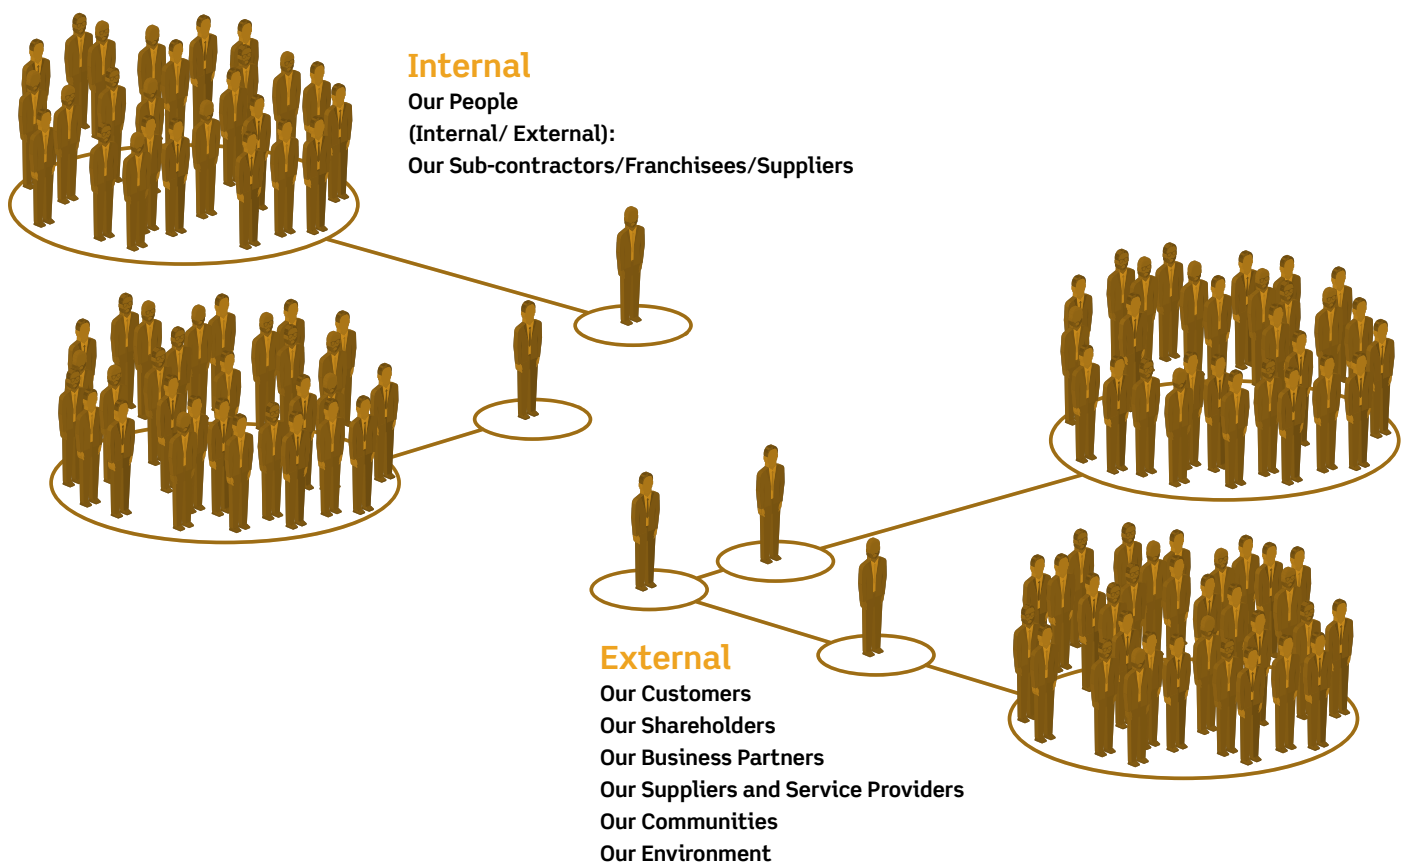 Internal
Our People
(Internal/ External):
Our Sub-contractors/Franchisees/Suppliers
External
Our Customers
Our Shareholders
Our Business Partners
Our Suppliers and Service Providers
Our Communities
Our Environment